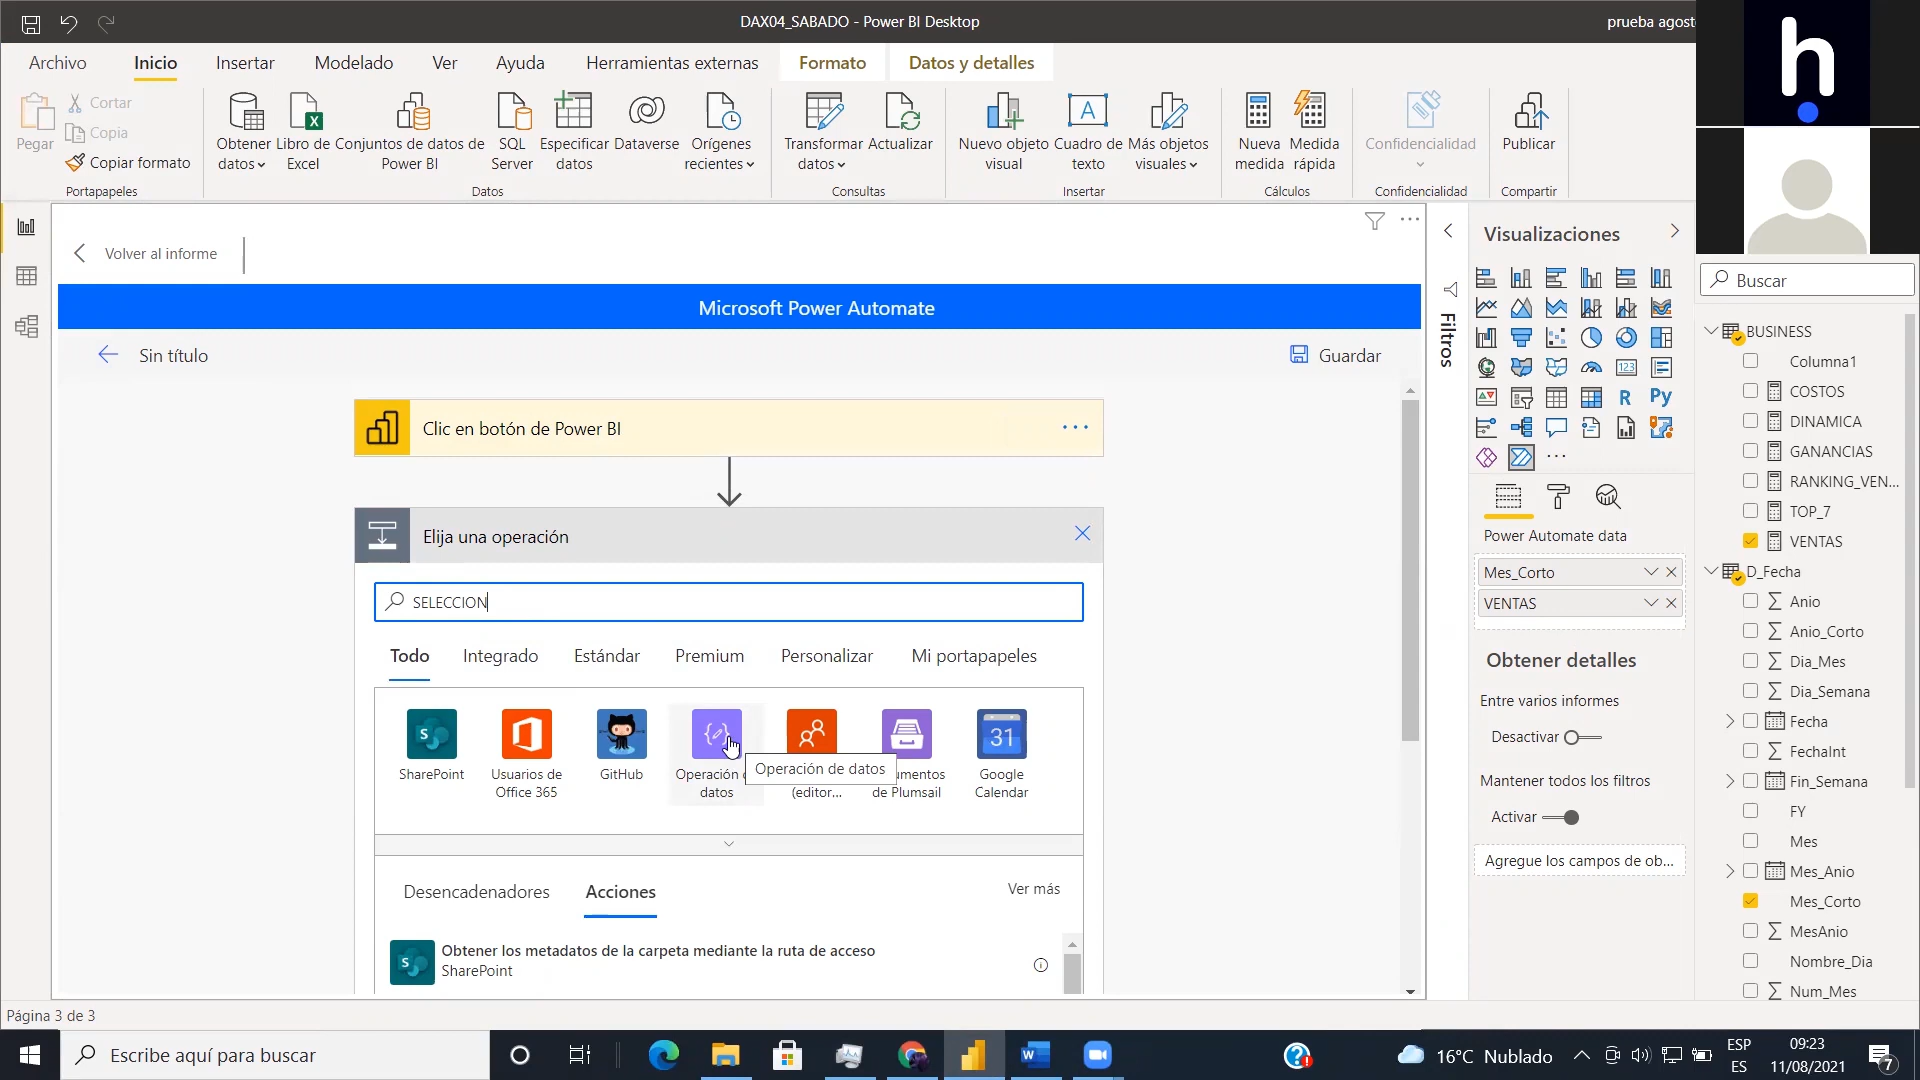 DAX04_SABADO - Power BI Desktop
prueba agost
h
Archivo
Inicio
Insertar
Modelado
Ver
Ayuda
Herramientas externas
Formato
Datos y detalles
Pegar
Cortar
Copia
Copiar formato
Portapapeles
Obtener datos
Libro de Excel
Conjuntos de datos de Power BI
SQL Server
Especificar datos
Dataverse
Orígenes recientes
Datos
Transformar datos
Actualizar
Consultas
Nuevo objeto visual
Cuadro de texto
Más objetos visuales
Insertar
Nueva medida
Medida rápida
Cálculos
Confidencialidad
Confidencialidad
Publicar
Compartir
Volver al informe
Microsoft Power Automate
Sin título
Guardar
Clic en botón de Power BI
Elija una operación
SELECCION
Todo
Integrado
Estándar
Premium
Personalizar
Mi portapapeles
SharePoint
Usuarios de Office 365
GitHub
Operación d
datos
Operación de datos
(editor...
umentos
de Plumsail
31
Google Calendar
Desencadenadores
Acciones
Ver más
Obtener los metadatos de la carpeta mediante la ruta de acceso
SharePoint
Filtros
Visualizaciones
123
R
Py
Power Automate data
Mes_Corto
VENTAS
Obtener detalles
Entre varios informes
Desactivar
Mantener todos los filtros
Activar
Agregue los campos de ob...
Buscar
BUSINESS
Columna1
COSTOS
DINAMICA
GANANCIAS
RANKING_VEN...
TOP_7
VENTAS
D_Fecha
Anio
Anio_Corto
Dia_Mes
Dia_Semana
Fecha
FechaInt
Fin_Semana
FY
Mes
Mes_Anio
Mes_Corto
MesAnio
Nombre_Dia
Num_Mes
Página 3 de 3
Escribe aquí para buscar
16°C Nublado
ESP
ES
09:23
11/08/2021
7